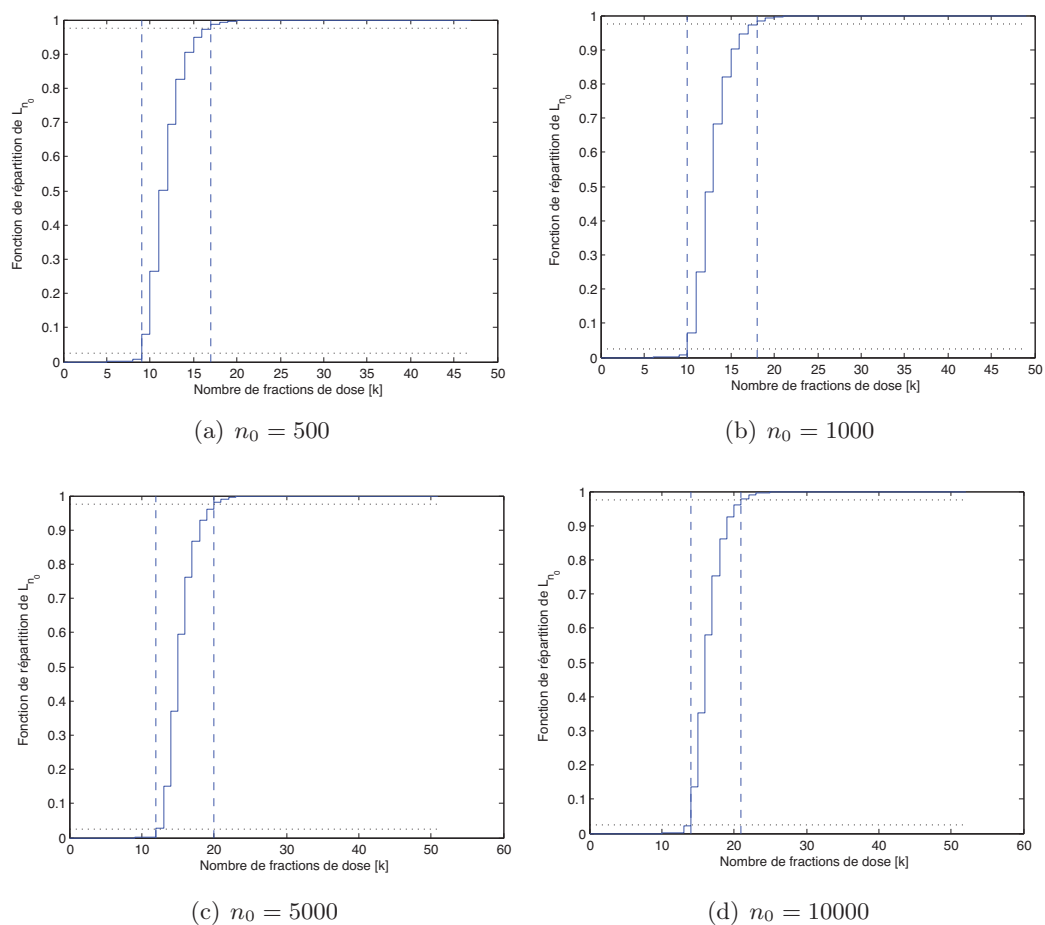 1
0.9
0.8
0.7
0.6
0.5
0.4
0.3
0.2
0.1
0
Fonction de répartition de L_{n_0}
0 5 10 15 20 25 30 35 40 45 50
Nombre de fractions de dose [k]
(a) n_0 = 500
1
0.9
0.8
0.7
0.6
0.5
0.4
0.3
0.2
0.1
0
Fonction de répartition de L_{n_0}
0 5 10 15 20 25 30 35 40 45 50
Nombre de fractions de dose [k]
(b) n_0 = 1000
1
0.9
0.8
0.7
0.6
0.5
0.4
0.3
0.2
0.1
0
Fonction de répartition de L_{n_0}
0 10 20 30 40 50 60
Nombre de fractions de dose [k]
(c) n_0 = 5000
1
0.9
0.8
0.7
0.6
0.5
0.4
0.3
0.2
0.1
0
Fonction de répartition de L_{n_0}
0 10 20 30 40 50 60
Nombre de fractions de dose [k]
(d) n_0 = 10000